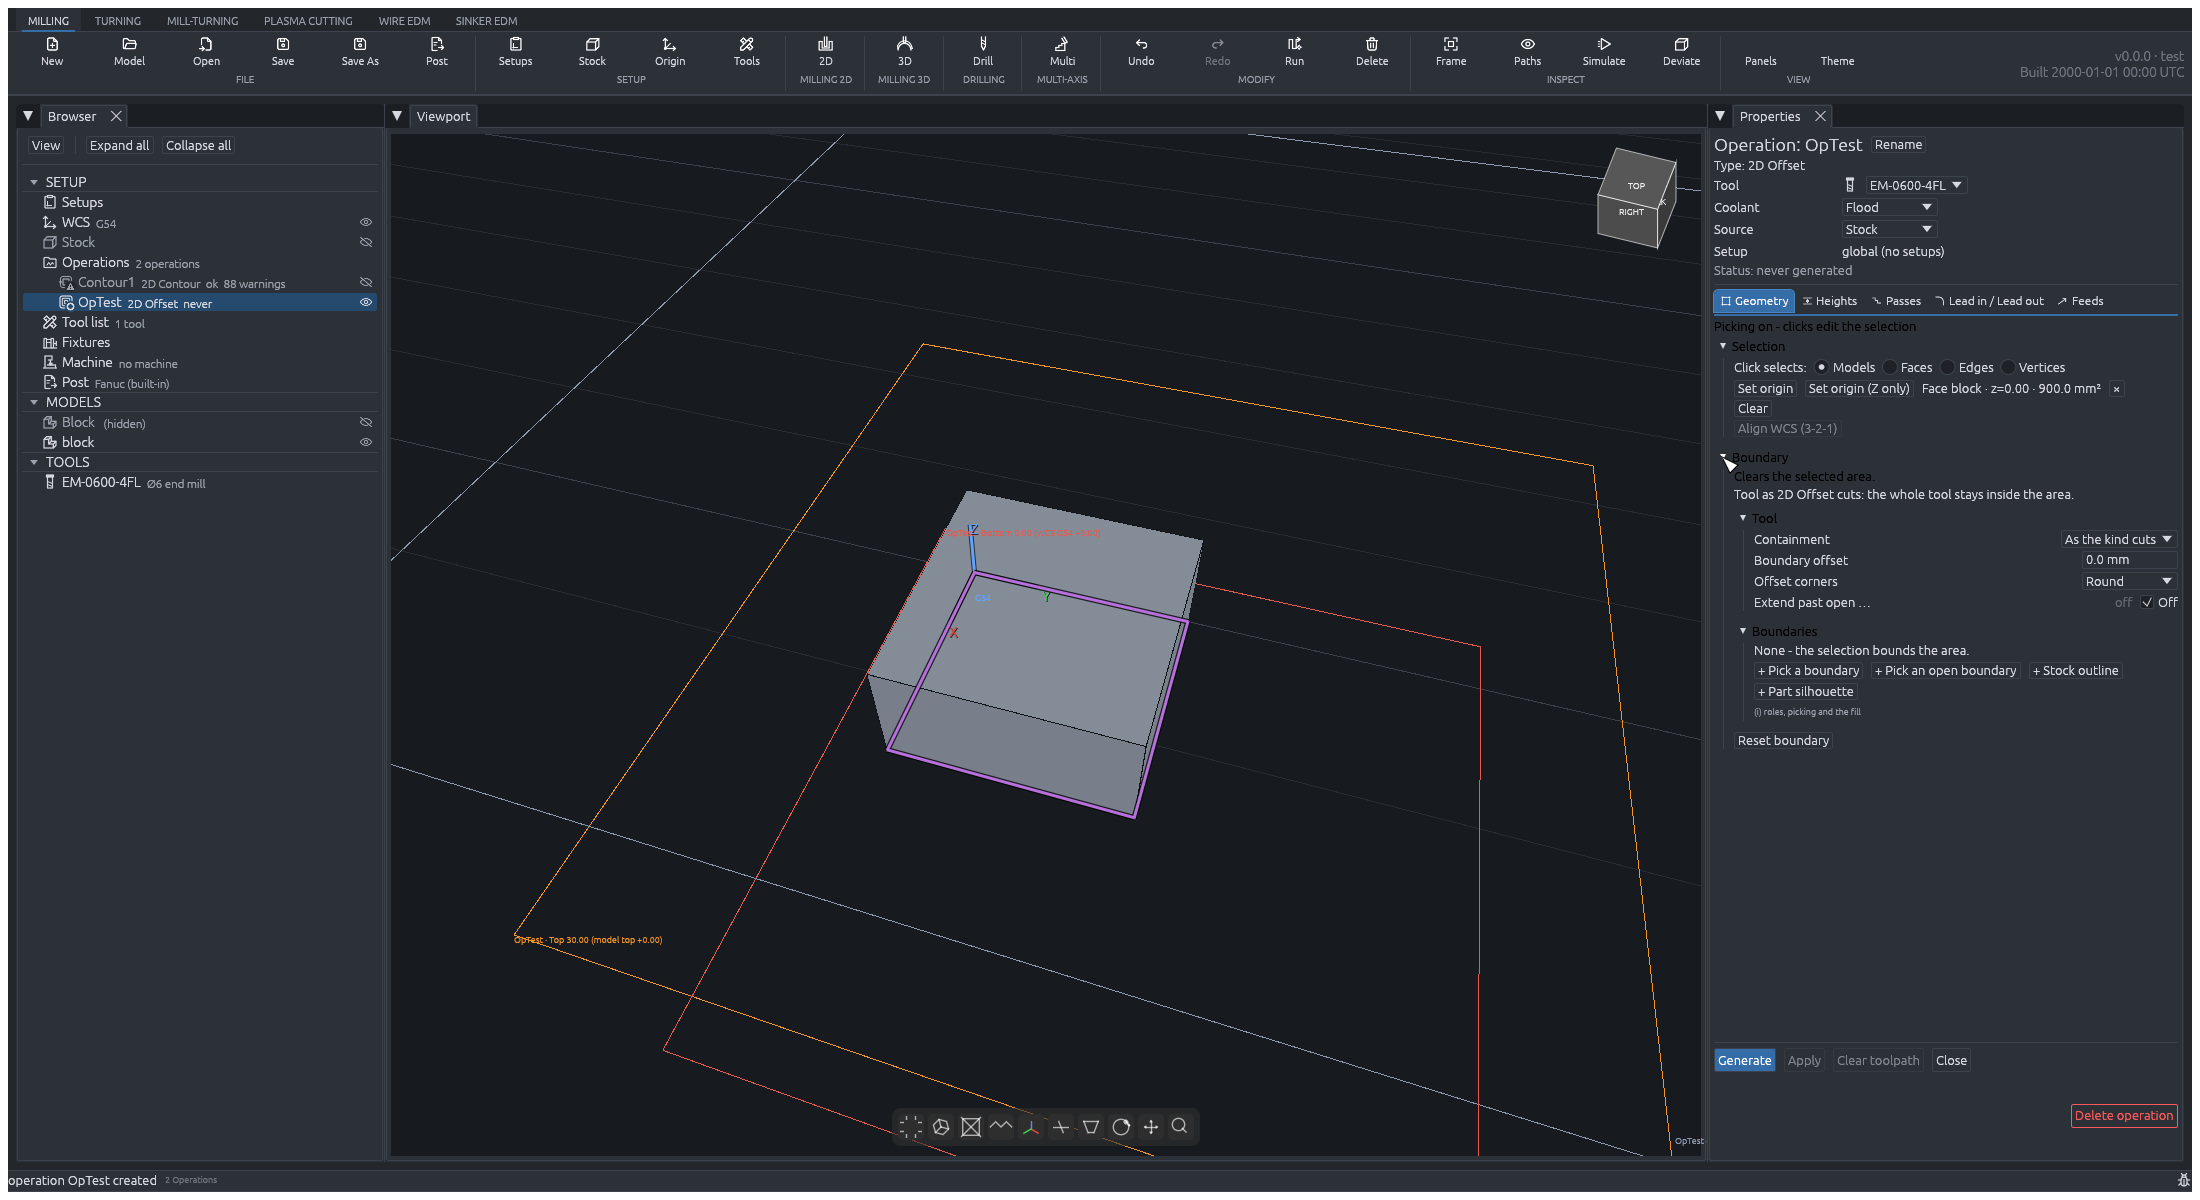 MILLING TURNING MILL-TURNING PLASMA CUTTING WIRE EDM SINKER EDM
New Model Open Save Save As Post Setups Stock Origin Tools 2D 3D Drill Multi Undo Redo Run Delete Frame Paths Simulate Deviate Panels Theme
FILE SETUP MILLING 2D MILLING 3D DRILLING MULTI-AXIS MODIFY INSPECT VIEW
v0.0.0 · test
Built 2000-01-01 00:00 UTC
Browser
View Expand all Collapse all
SETUP
Setups
WCS G54
Stock
Operations 2 operations
Contour1 2D Contour ok 88 warnings
OpTest 2D Offset never
Tool list 1 tool
Fixtures
Machine no machine
Post Fanuc (built-in)
MODELS
Block (hidden)
block
TOOLS
EM-0600-4FL Ø6 end mill
Viewport
TOP
RIGHT
Z
G54
Y
X
OpTest · Top 30.00 (model top +0.00)
OpTest
Properties
Operation: OpTest Rename
Type: 2D Offset
Tool EM-0600-4FL
Coolant Flood
Source Stock
Setup global (no setups)
Status: never generated
Geometry Heights Passes Lead in / Lead out Feeds
Picking on - clicks edit the selection
Selection
Click selects: Models Faces Edges Vertices
Set origin Set origin (Z only) Face block · z=0.00 · 900.0 mm² ×
Clear
Align WCS (3-2-1)
Boundary
Clears the selected area.
Tool as 2D Offset cuts: the whole tool stays inside the area.
Tool
Containment As the kind cuts
Boundary offset 0.0 mm
Offset corners Round
Extend past open … off Off
Boundaries
None - the selection bounds the area.
+ Pick a boundary + Pick an open boundary + Stock outline
+ Part silhouette
(i) roles, picking and the fill
Reset boundary
Generate Apply Clear toolpath Close
Delete operation
operation OpTest created 2 Operations